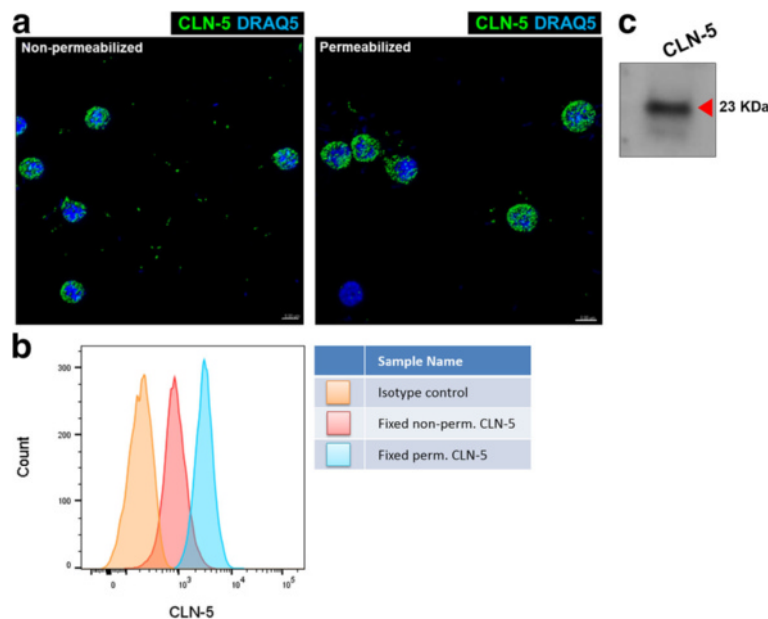 a
CLN-5 DRAQ5
Non-permeabilized
CLN-5 DRAQ5
Permeabilized
c
CLN-5
23 KDa
b
300
200
100
0
Count
0
10³
10⁴
10⁵
CLN-5
Sample Name
Isotype control
Fixed non-perm. CLN-5
Fixed perm. CLN-5